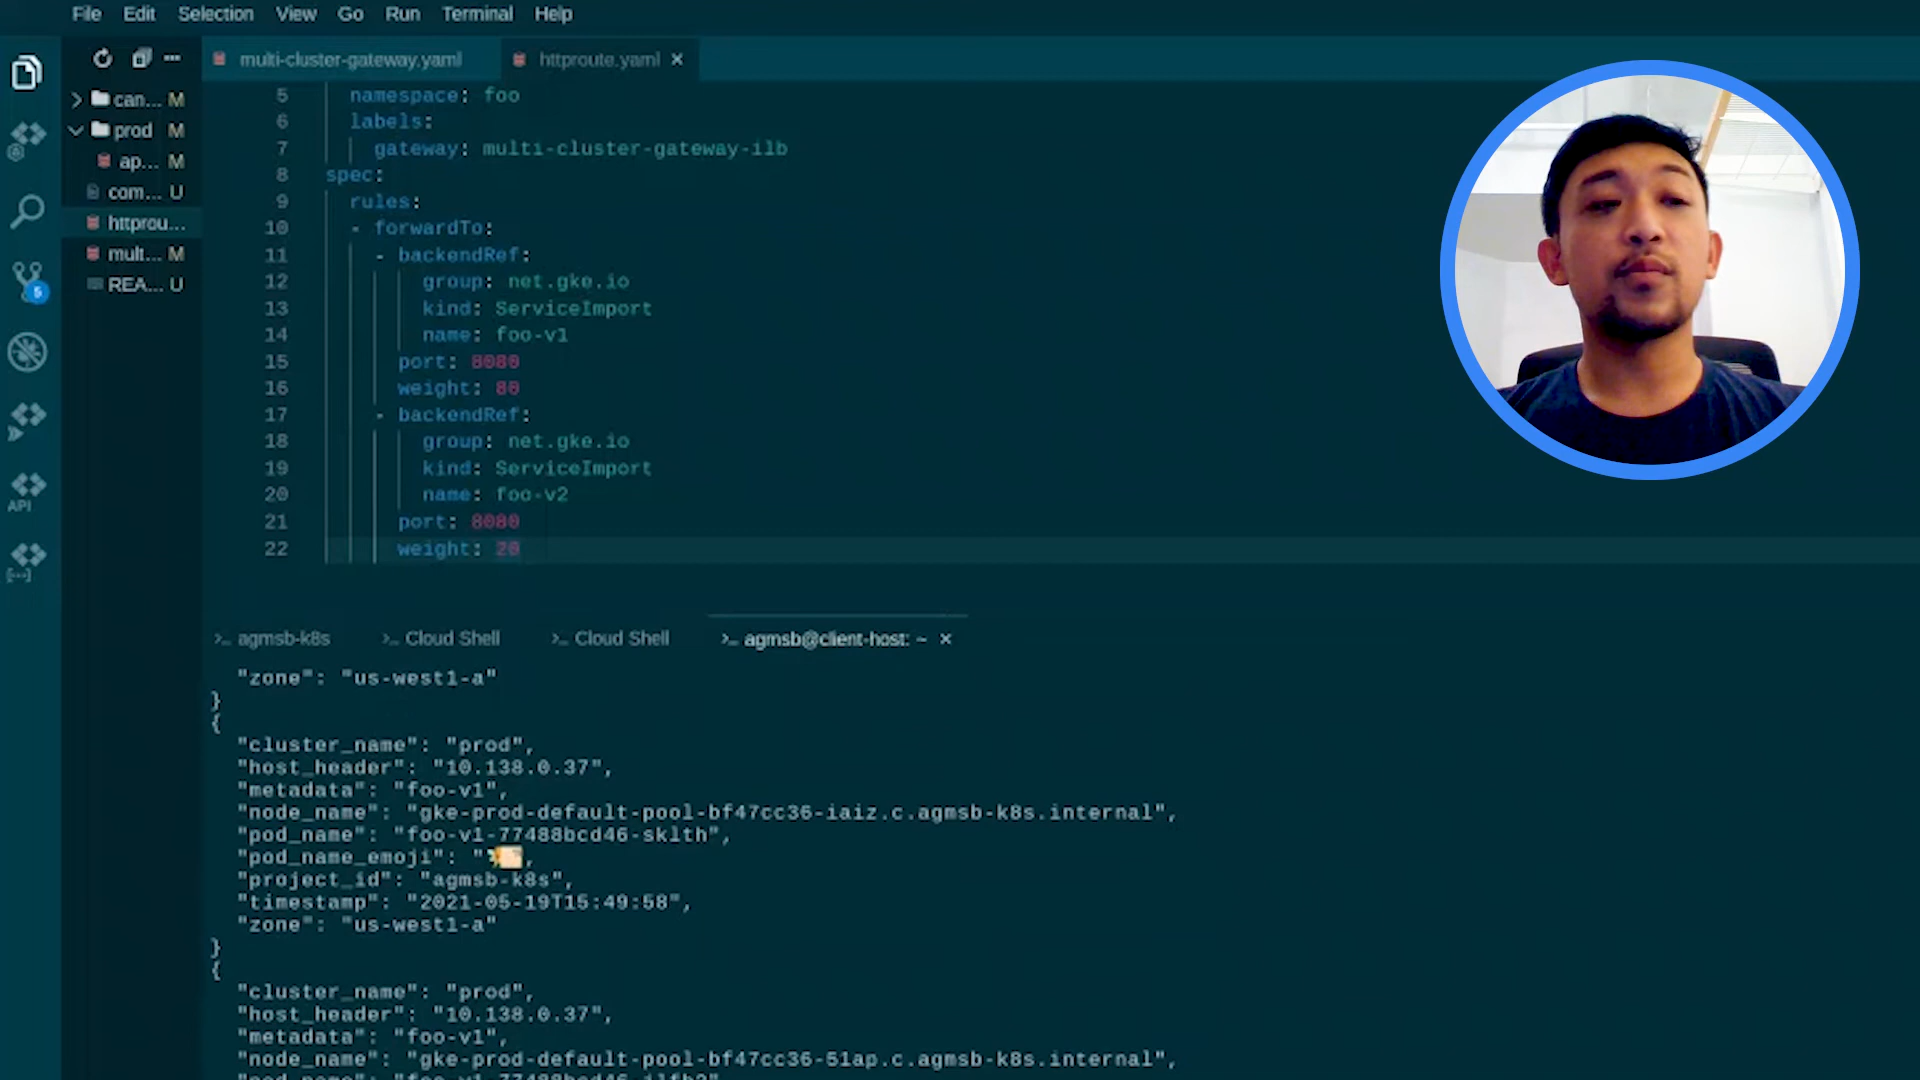 File Edit Selection View Go Run Terminal Help
multi-cluster-gateway.yaml httproute.yaml
can... M
prod M
ap... M
com... U
httprou...
mult... M
REA... U
5
API
5 namespace: foo
6 labels:
7 gateway: multi-cluster-gateway-ilb
8 spec:
9 rules:
10 - forwardTo:
11 - backendRef:
12 group: net.gke.io
13 kind: ServiceImport
14 name: foo-v1
15 port: 8080
16 weight: 80
17 - backendRef:
18 group: net.gke.io
19 kind: ServiceImport
20 name: foo-v2
21 port: 8080
22 weight: 20
>_ agmsb-k8s >_ Cloud Shell >_ Cloud Shell >_ agmsb@client-host: ~
"zone": "us-west1-a"
}
{
"cluster_name": "prod",
"host_header": "10.138.0.37",
"metadata": "foo-v1",
"node_name": "gke-prod-default-pool-bf47cc36-iaiz.c.agmsb-k8s.internal",
"pod_name": "foo-v1-77488bcd46-sklth",
"pod_name_emoji": "
"project_id": "agmsb-k8s",
"timestamp": "2021-05-19T15:49:58",
"zone": "us-west1-a"
}
{
"cluster_name": "prod",
"host_header": "10.138.0.37",
"metadata": "foo-v1",
"node_name": "gke-prod-default-pool-bf47cc36-51ap.c.agmsb-k8s.internal",